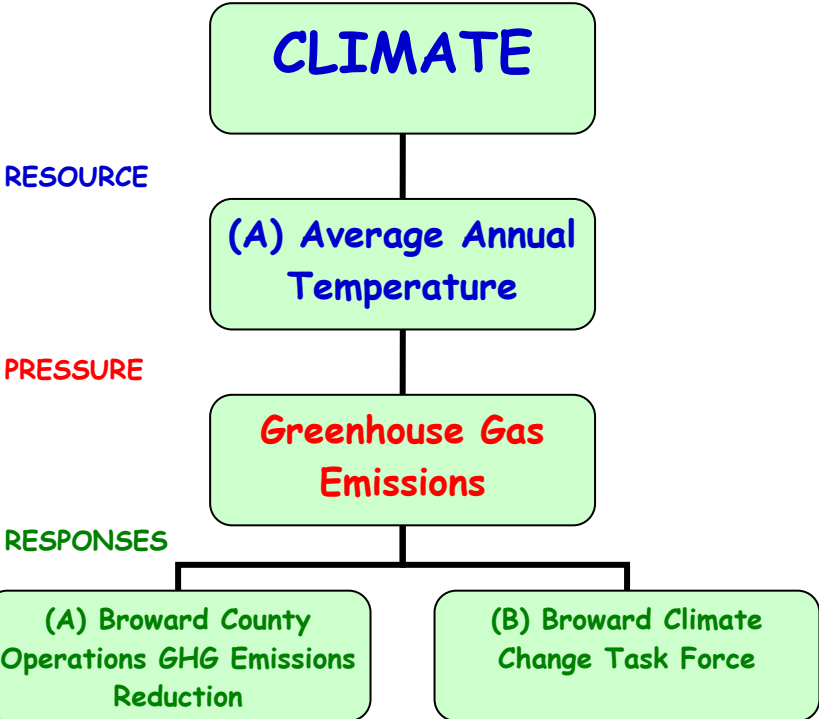 CLIMATE
RESOURCE
(A) Average Annual
Temperature
PRESSURE
Greenhouse Gas
Emissions
RESPONSES
(A) Broward County
Operations GHG Emissions
Reduction
(B) Broward Climate
Change Task Force